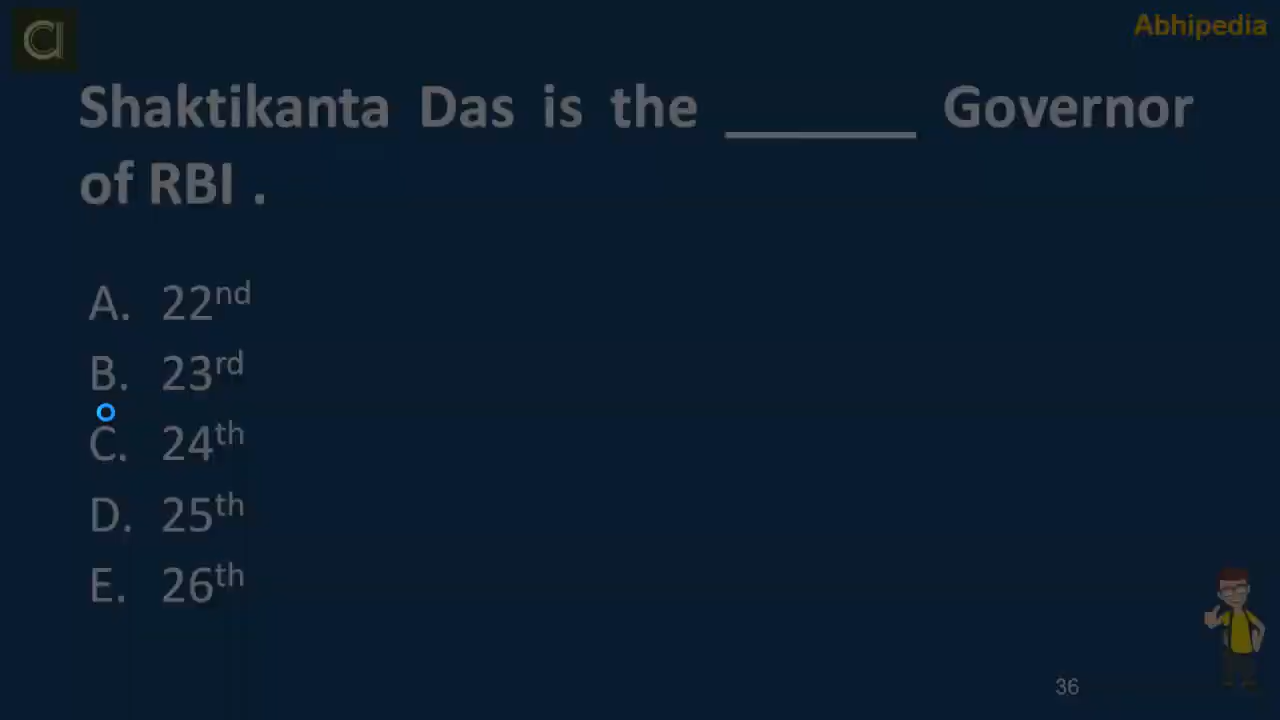 Abhipedia
Shaktikanta Das is the ______ Governor
of RBI .
A. 22nd
B. 23rd
C. 24th
D. 25th
E. 26th
36